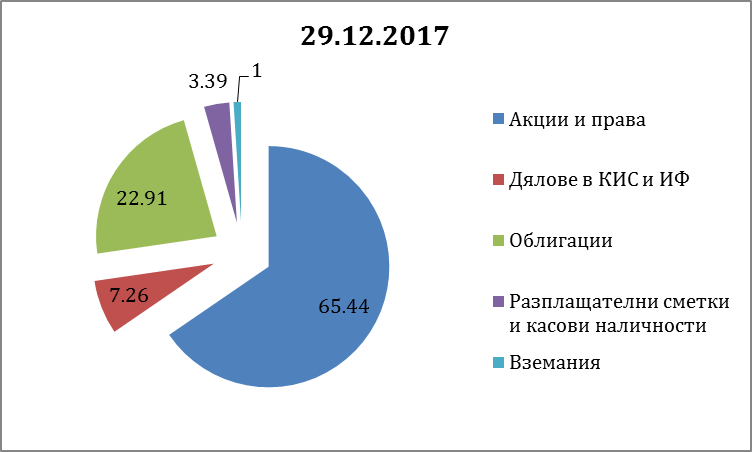 29.12.2017
1
3.39
22.91
7.26
65.44
Акции и права
Дялове в КИС и ИФ
Облигации
Разплащателни сметки
и касови наличности
Вземания